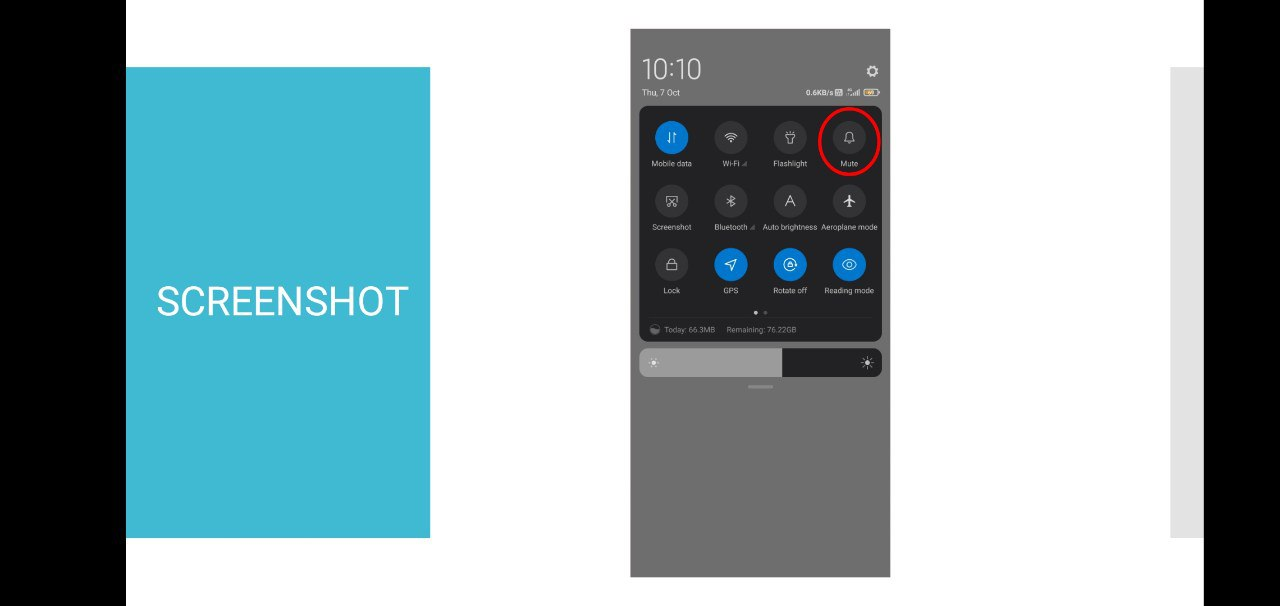 SCREENSHOT
10:10
Thu, 7 Oct
0.6KB/s
Mobile data
Wi-Fi
Flashlight
Mute
Screenshot
Bluetooth
Auto brightness
Aeroplane mode
Lock
GPS
Rotate off
Reading mode
Today: 66.3MB
Remaining: 76.22GB